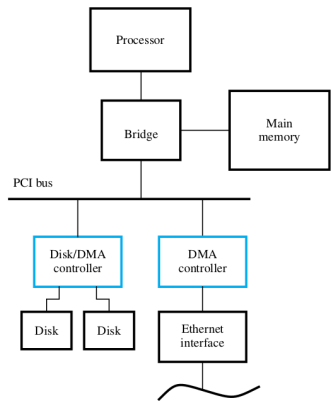 Processor
Bridge
Main
memory
PCI bus
Disk/DMA
controller
DMA
controller
Disk
Disk
Ethernet
interface